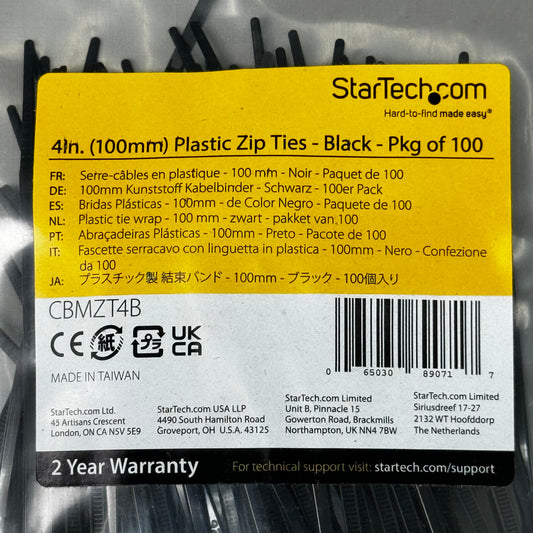 StarTech.com
Hard-to-find made easy®
4in. (100mm) Plastic Zip Ties - Black - Pkg of 100
FR: Serre-câbles en plastique - 100 mm - Noir - Paquet de 100
DE: 100mm Kunststoff Kabelbinder - Schwarz - 100er Pack
ES: Bridas Plásticas - 100mm - de Color Negro - Paquete de 100
NL: Plastic tie wrap - 100 mm - zwart - pakket van 100
PT: Abraçadeiras Plásticas - 100mm - Preto - Pacote de 100
IT: Fascette serracavo con linguetta in plastica - 100mm - Nero - Confezione
da 100
JA: プラスチック製 結束バンド - 100mm - ブラック - 100個入り
CBMZT4B
CE 紙 プラ UK
CA
MADE IN TAIWAN
0 65030 89071 7
StarTech.com Ltd.
45 Artisans Crescent
London, ON CA N5V 5E9
StarTech.com USA LLP
4490 South Hamilton Road
Groveport, OH U.S.A. 43125
StarTech.com Limited
Unit B, Pinnacle 15
Gowerton Road, Brackmills
Northampton, UK NN4 7BW
StarTech.com Limited
Siriusdreef 17-27
2132 WT Hoofddorp
The Netherlands
2 Year Warranty
For technical support visit: startech.com/support